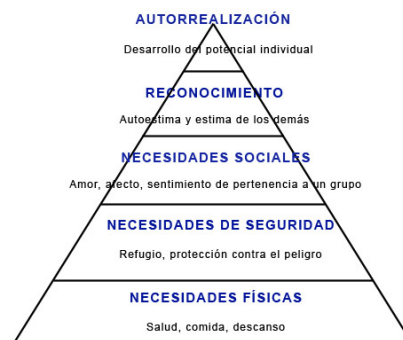 AUTORREALIZACIÓN
Desarrollo del potencial individual
RECONOCIMIENTO
Autoestima y estima de los demás
NECESIDADES SOCIALES
Amor, afecto, sentimiento de pertenencia a un grupo
NECESIDADES DE SEGURIDAD
Refugio, protección contra el peligro
NECESIDADES FÍSICAS
Salud, comida, descanso